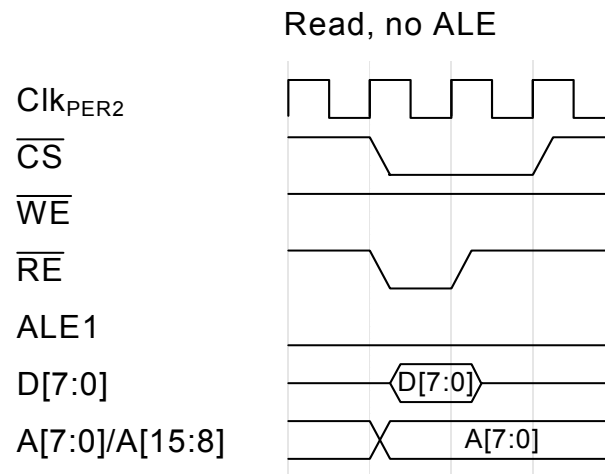 Read, no ALE
ClkPER2
CS
WE
RE
ALE1
D[7:0] D[7:0]
A[7:0]/A[15:8] A[7:0]